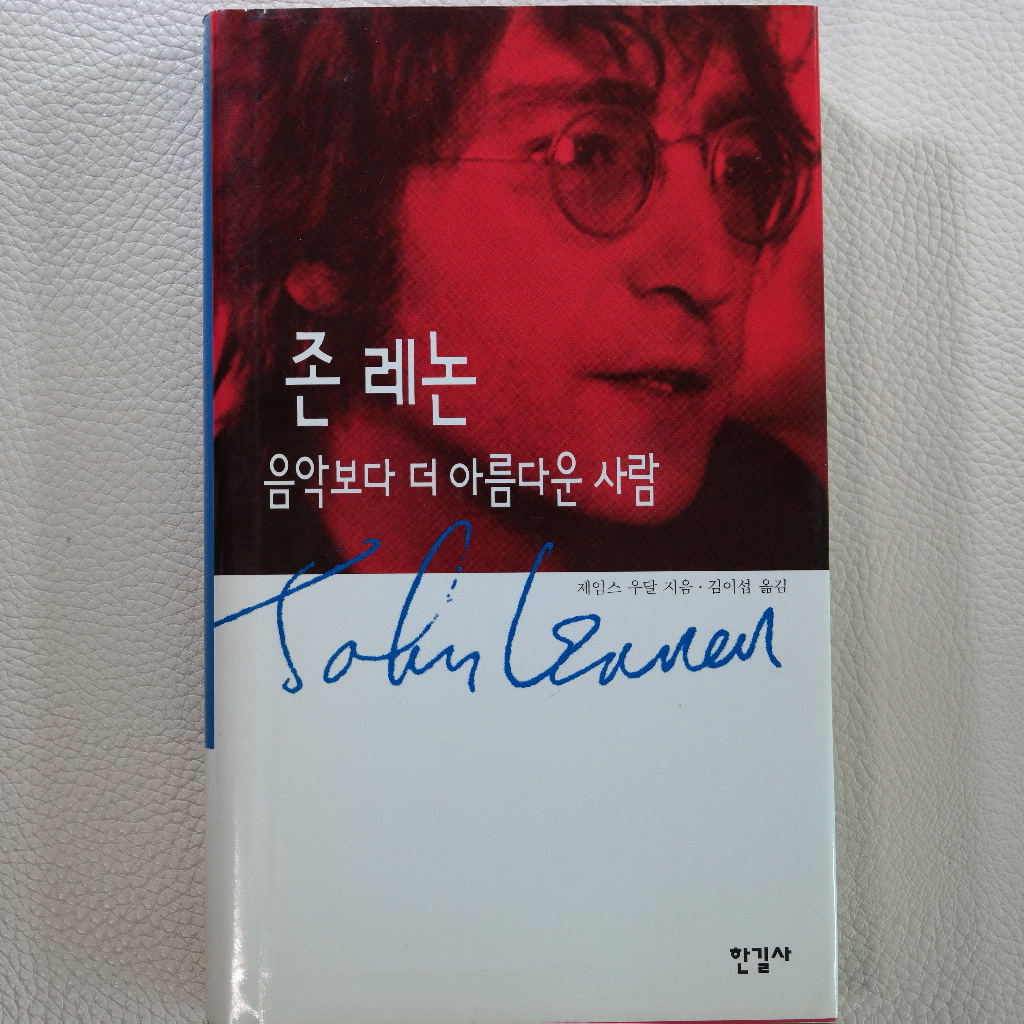 존 레논
음악보다 더 아름다운 사람
제임스 우달 지음 · 김이섭 옮김
John Lennon
한길사